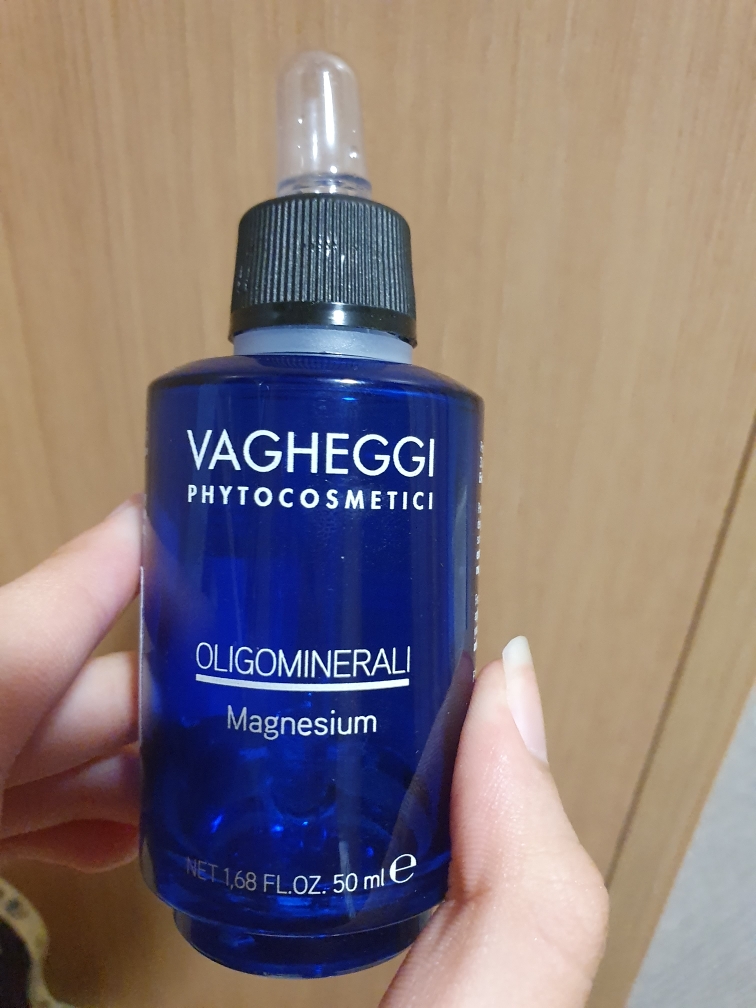 VAGHEGGI
PHYTOCOSMETICI
OLIGOMINERALI
Magnesium
NET 1,68 FL.OZ. 50 ml ℮